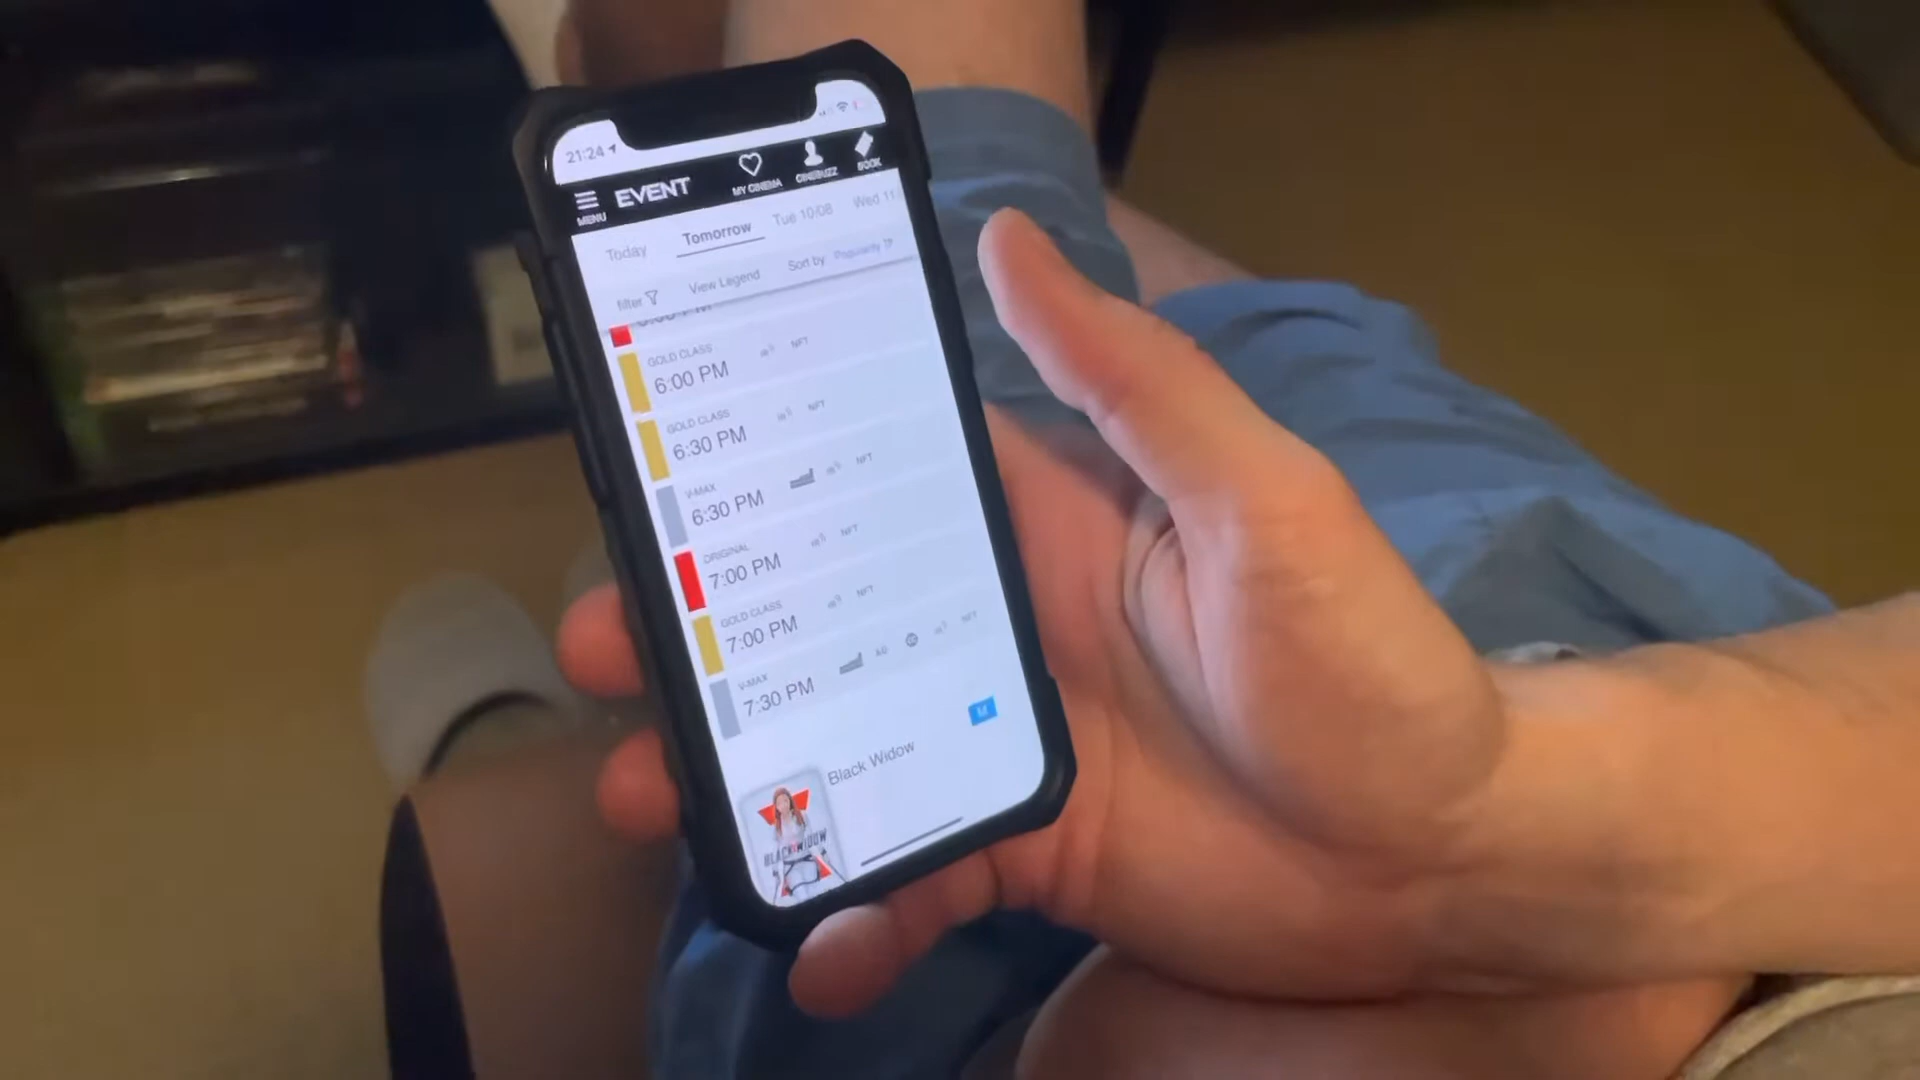 21:24
MENU EVENT MY CINEMA CINEBUZZ BOOK
Today Tomorrow Tue 10/08 Wed 11
filter View Legend Sort by Popularity
GOLD CLASS NFT
6:00 PM
GOLD CLASS NFT
6:30 PM
V-MAX NFT
6:30 PM
ORIGINAL NFT
7:00 PM
GOLD CLASS NFT
7:00 PM
V-MAX AD CC NFT
7:30 PM
M
Black Widow
BLACK WIDOW